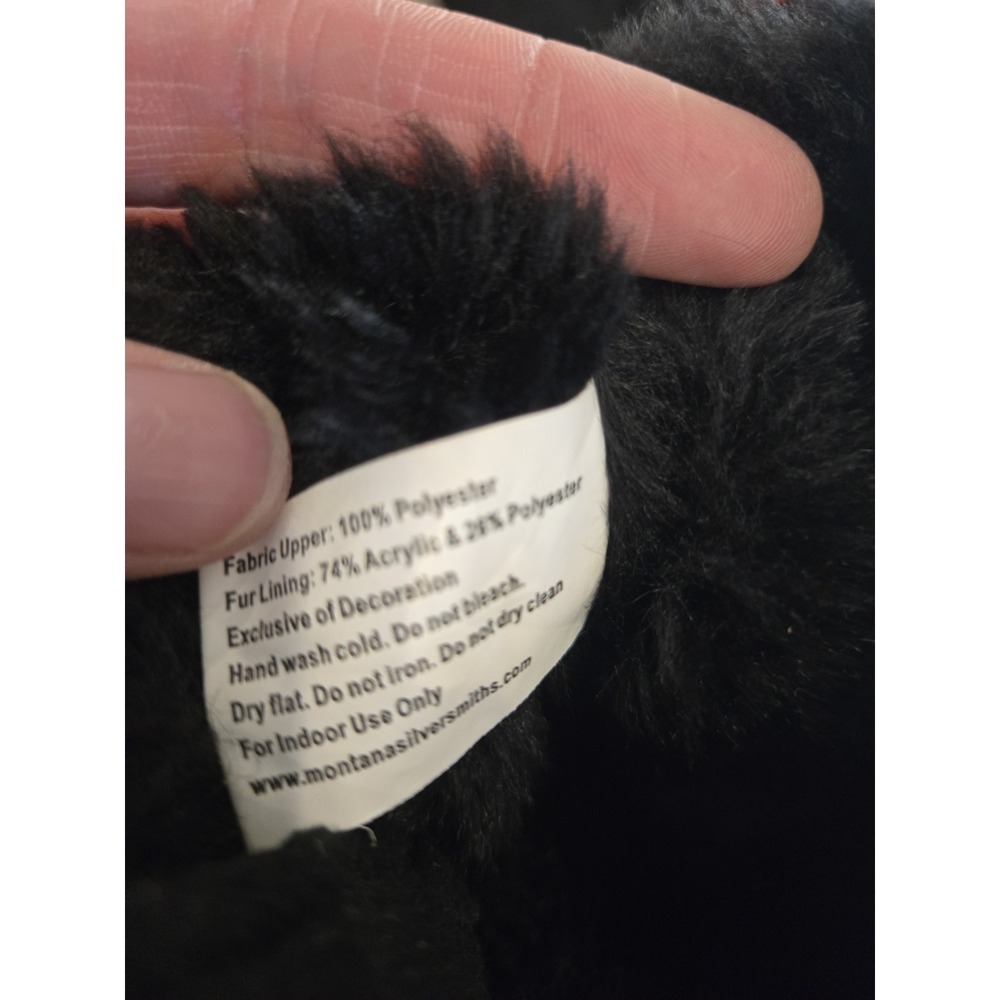 Fabric Upper: 100% Polyester
Fur Lining: 74% Acrylic & 26% Polyester
Exclusive of Decoration
Hand wash cold. Do not bleach.
Dry flat. Do not iron. Do not dry clean
For Indoor Use Only
www.montanasilversmiths.com